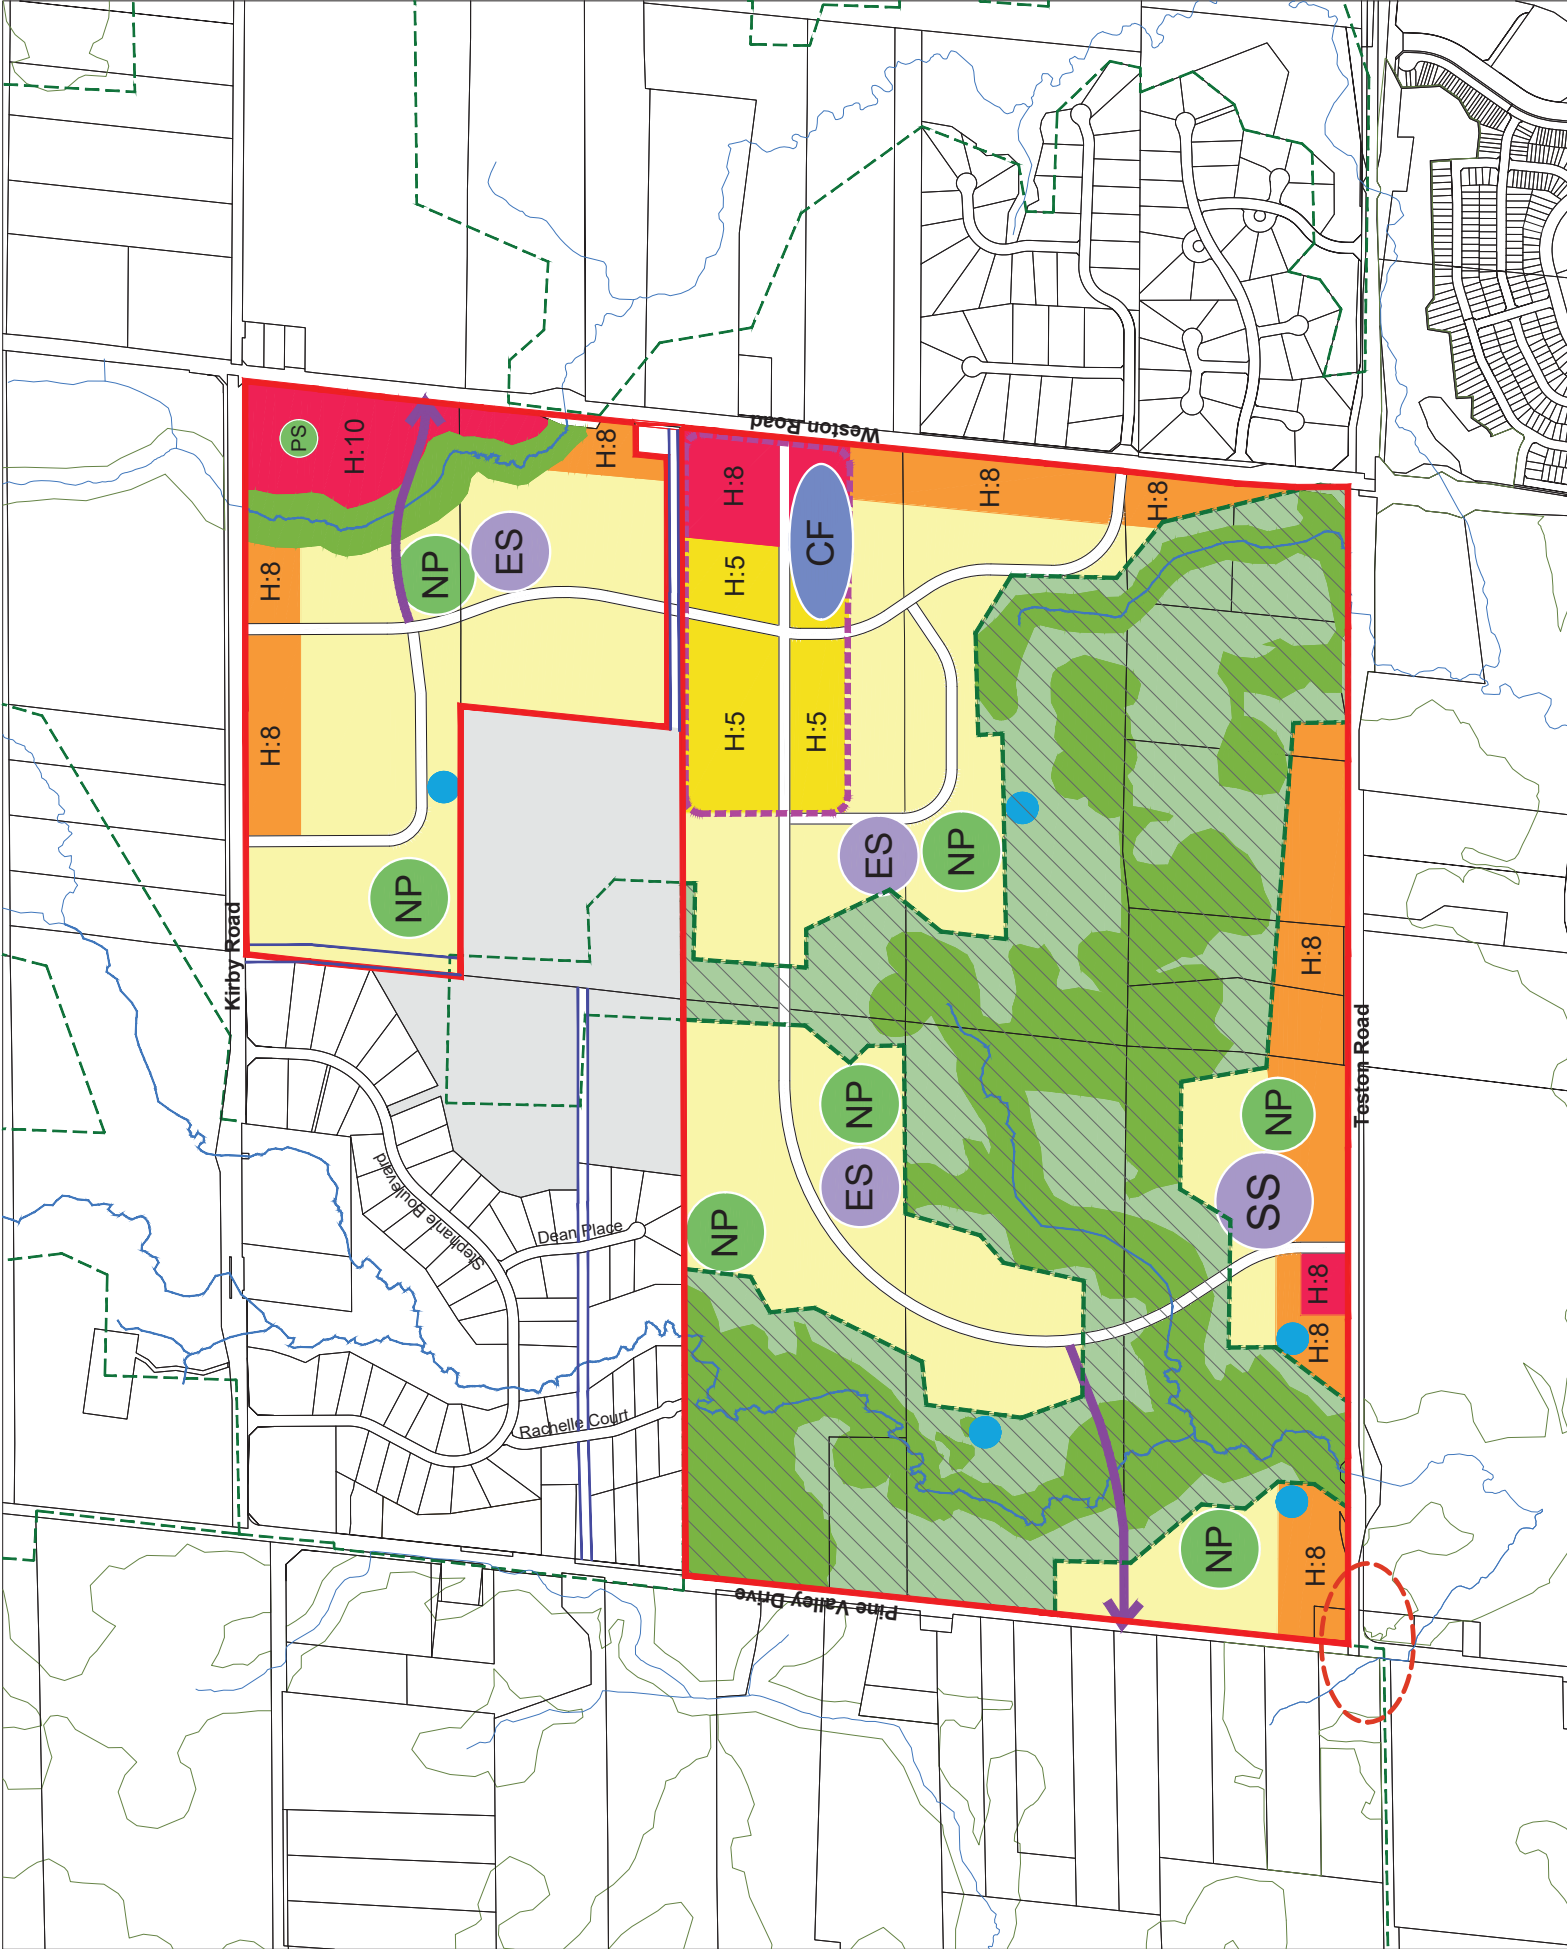 Weston Road
PS
H:10
H:8
H:8
CF
H:8
H:8
H:8
NP
ES
H:5
H:8
H:5
H:5
ES
NP
NP
Kirby Road
H:8
Teston Road
NP
ES
NP
SS
NP
H:8
H:8
Stephanie Boulevard
Dean Place
Rachelle Court
NP
H:8
Pine Valley Drive